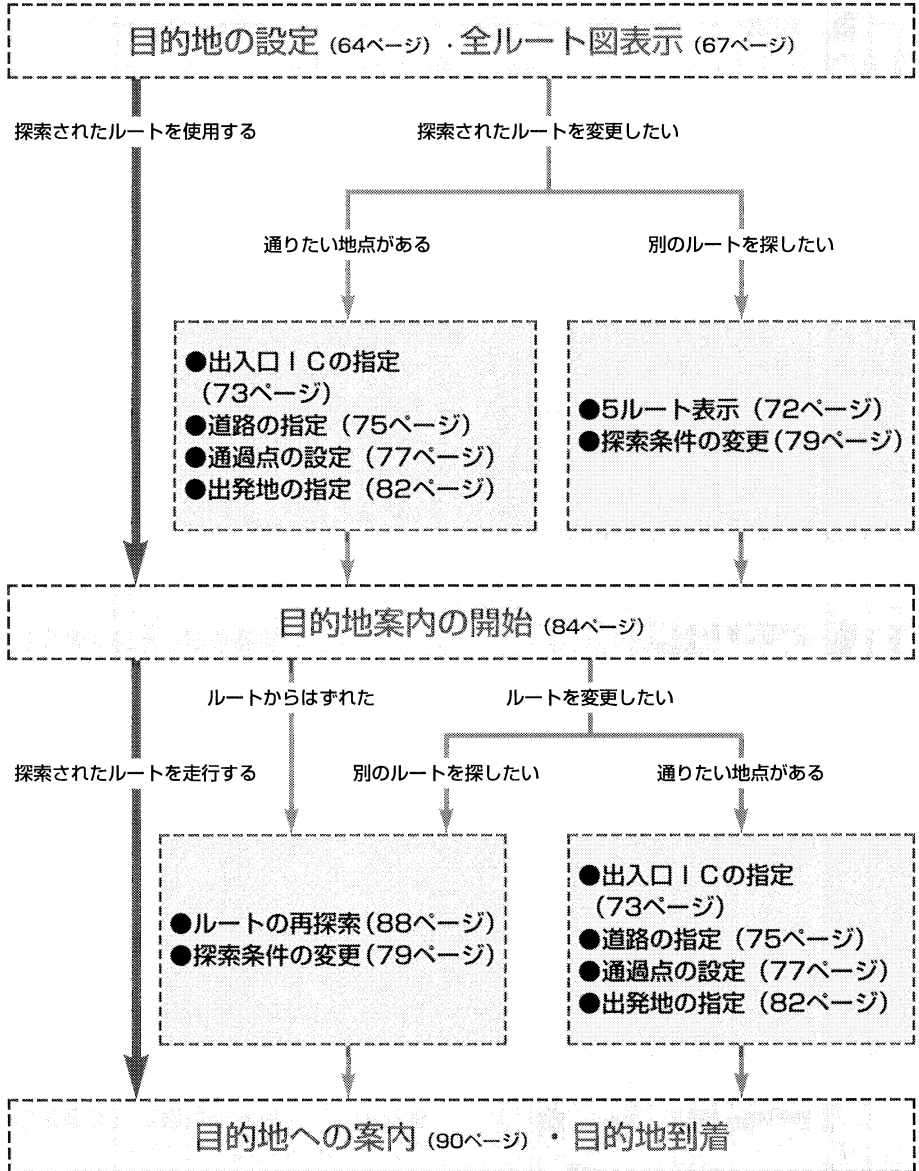 目的地の設定（64ページ）・全ルート図表示（67ページ）
探索されたルートを使用する
探索されたルートを変更したい
通りたい地点がある
別のルートを探したい
●出入口ＩＣの指定
（73ページ）
●道路の指定（75ページ）
●通過点の設定（77ページ）
●出発地の指定（82ページ）
●5ルート表示（72ページ）
●探索条件の変更（79ページ）
目的地案内の開始（84ページ）
ルートからはずれた
ルートを変更したい
探索されたルートを走行する
別のルートを探したい
通りたい地点がある
●ルートの再探索（88ページ）
●探索条件の変更（79ページ）
●出入口ＩＣの指定
（73ページ）
●道路の指定（75ページ）
●通過点の設定（77ページ）
●出発地の指定（82ページ）
目的地への案内（90ページ）・目的地到着